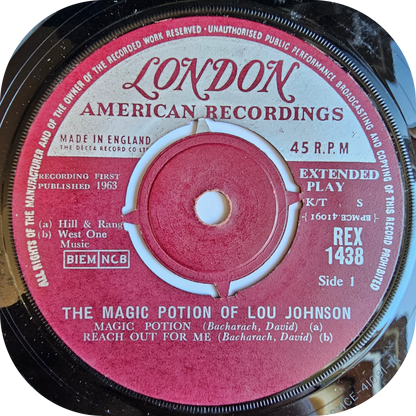 ALL RIGHTS OF THE MANUFACTURER AND OF THE OWNER OF THE RECORDED WORK RESERVED · UNAUTHORISED PUBLIC PERFORMANCE BROADCASTING AND COPYING OF THIS RECORD PROHIBITED
LONDON
AMERICAN RECORDINGS
MADE IN ENGLAND
THE DECCA RECORD CO LTD
45 R.P.M
RECORDING FIRST
PUBLISHED 1963
EXTENDED
PLAY
K/T . S
(a) Hill & Rang
(b) West One
Music
BIEM NCB
REX
1438
Side 1
THE MAGIC POTION OF LOU JOHNSON
MAGIC POTION (Bacharach, David) (a)
REACH OUT FOR ME (Bacharach, David) (b)